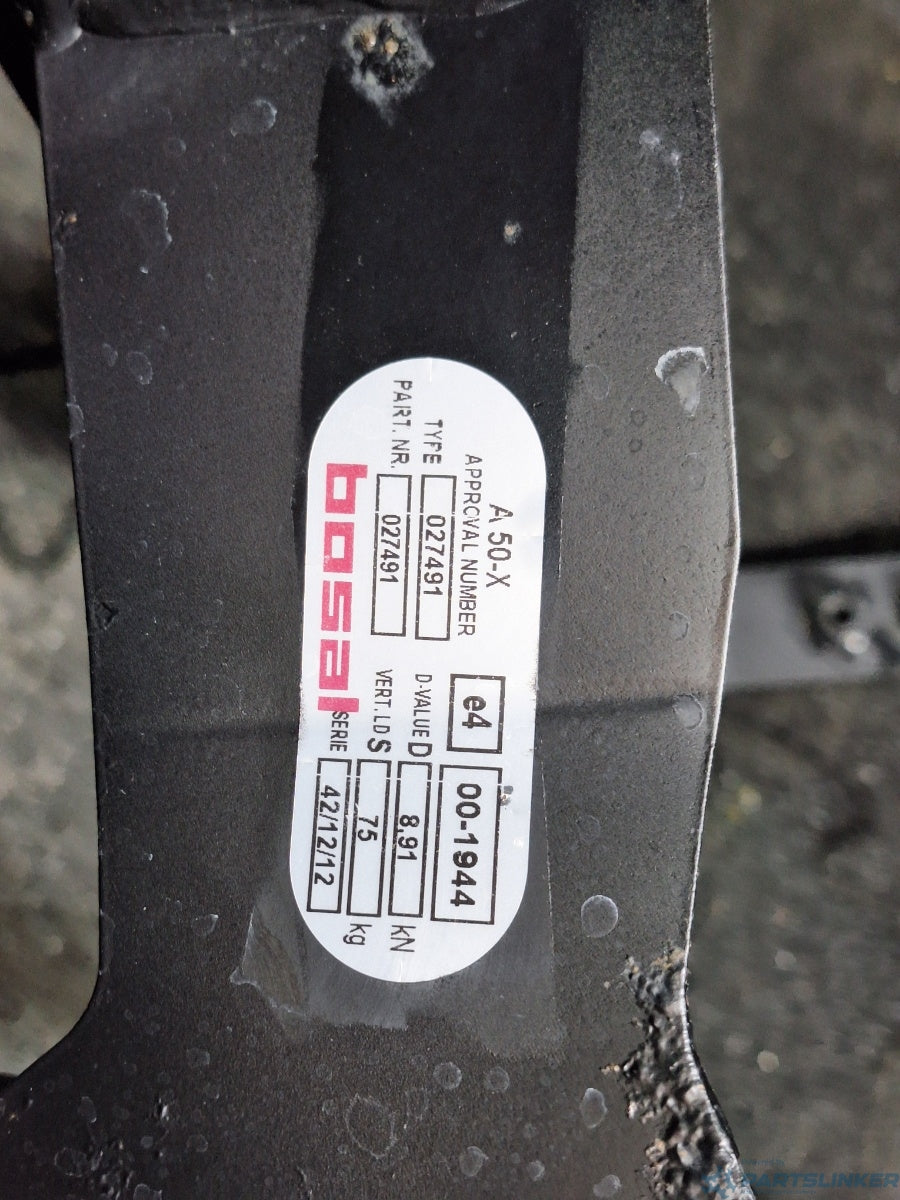 A 50-X
APPROVAL NUMBER e4 00-1944
TYPE 027491 D-VALUE D 8,91 kN
PART. NR. 027491 VERT. LD S 75 kg
bosal SERIE 42/12/12
PARTSLINKER